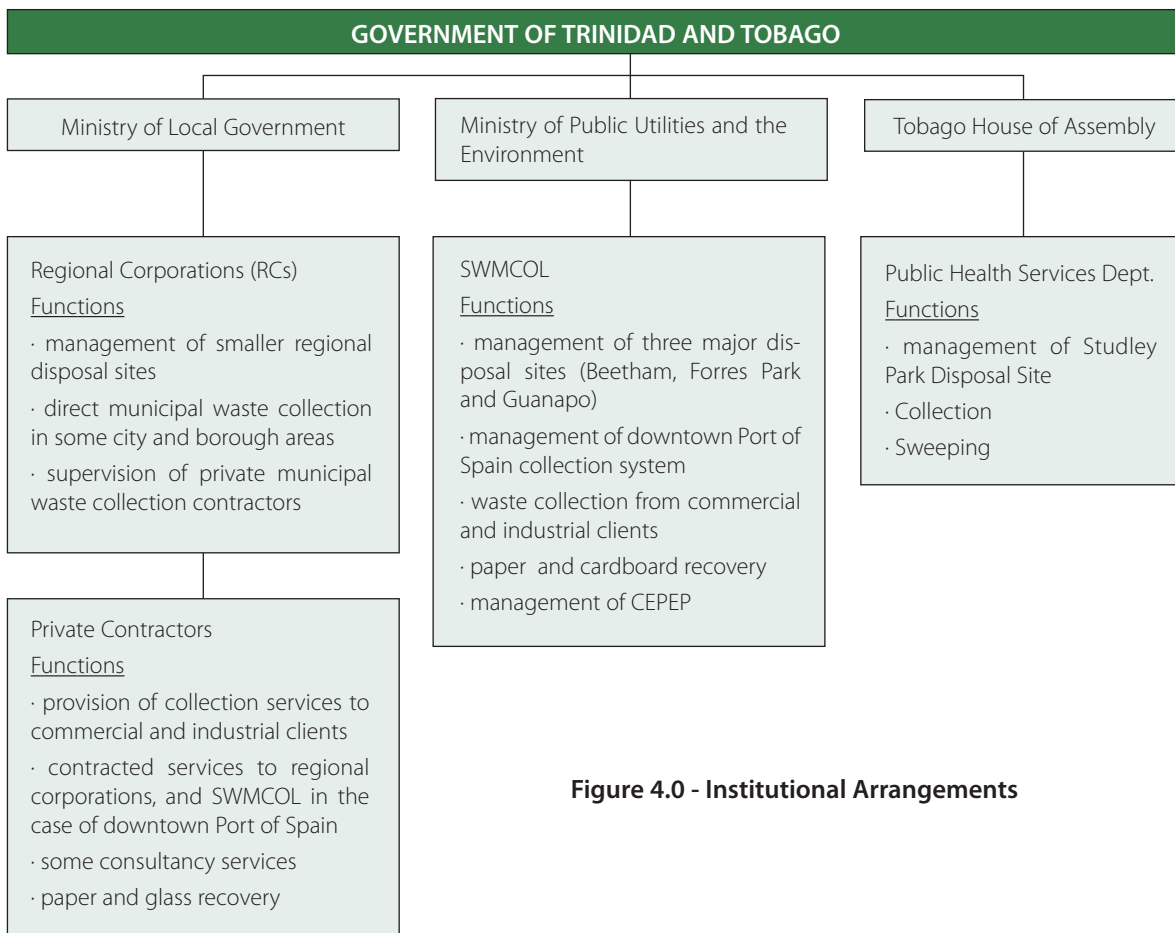 GOVERNMENT OF TRINIDAD AND TOBAGO
Ministry of Local Government
Ministry of Public Utilities and the
Environment
Tobago House of Assembly
Regional Corporations (RCs)
Functions
· management of smaller regional
disposal sites
· direct municipal waste collection
in some city and borough areas
· supervision of private municipal
waste collection contractors
SWMCOL
Functions
· management of three major dis-
posal sites (Beetham, Forres Park
and Guanapo)
· management of downtown Port of
Spain collection system
· waste collection from commercial
and industrial clients
· paper and cardboard recovery
· management of CEPEP
Public Health Services Dept.
Functions
· management of Studley
Park Disposal Site
· Collection
· Sweeping
Private Contractors
Functions
· provision of collection services to
commercial and industrial clients
· contracted services to regional
corporations, and SWMCOL in the
case of downtown Port of Spain
· some consultancy services
· paper and glass recovery
Figure 4.0 - Institutional Arrangements